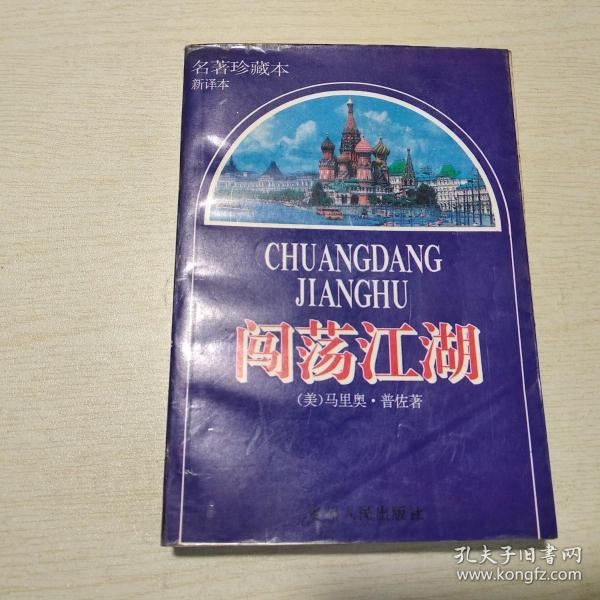 名著珍藏本
新译本
CHUANGDANG
JIANGHU
闯荡江湖
(美)马里奥·普佐著
人民出版社
孔夫子旧书网
www.kongfz.com